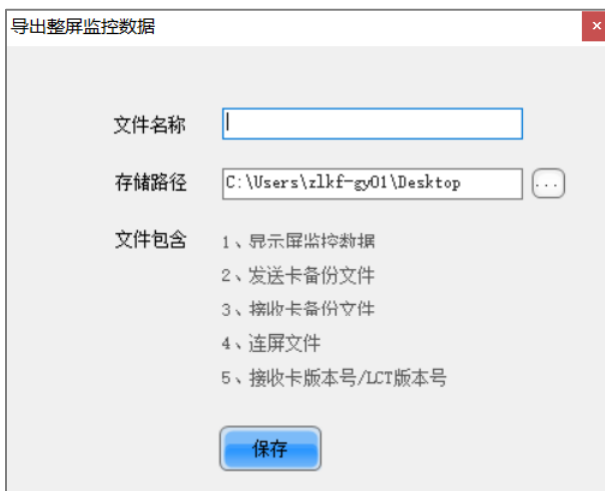 导出整屏监控数据
×
文件名称
存储路径 C:\Users\zlkf-gy01\Desktop ...
文件包含 1、显示屏监控数据
2、发送卡备份文件
3、接收卡备份文件
4、连屏文件
5、接收卡版本号/LCT版本号
保存